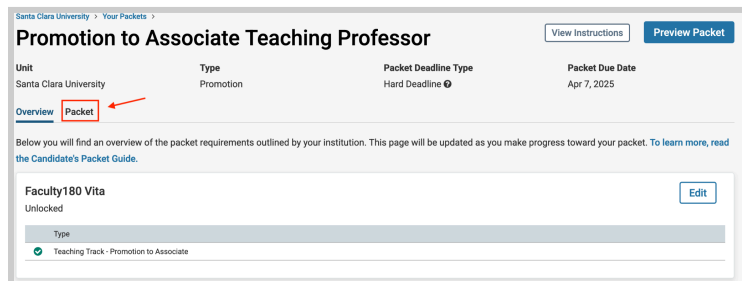 Santa Clara University > Your Packets >
Promotion to Associate Teaching Professor
View Instructions
Preview Packet
Unit Type Packet Deadline Type Packet Due Date
Santa Clara University Promotion Hard Deadline Apr 7, 2025
Overview Packet
Below you will find an overview of the packet requirements outlined by your institution. This page will be updated as you make progress toward your packet. To learn more, read
the Candidate's Packet Guide.
Faculty180 Vita
Edit
Unlocked
Type
Teaching Track - Promotion to Associate